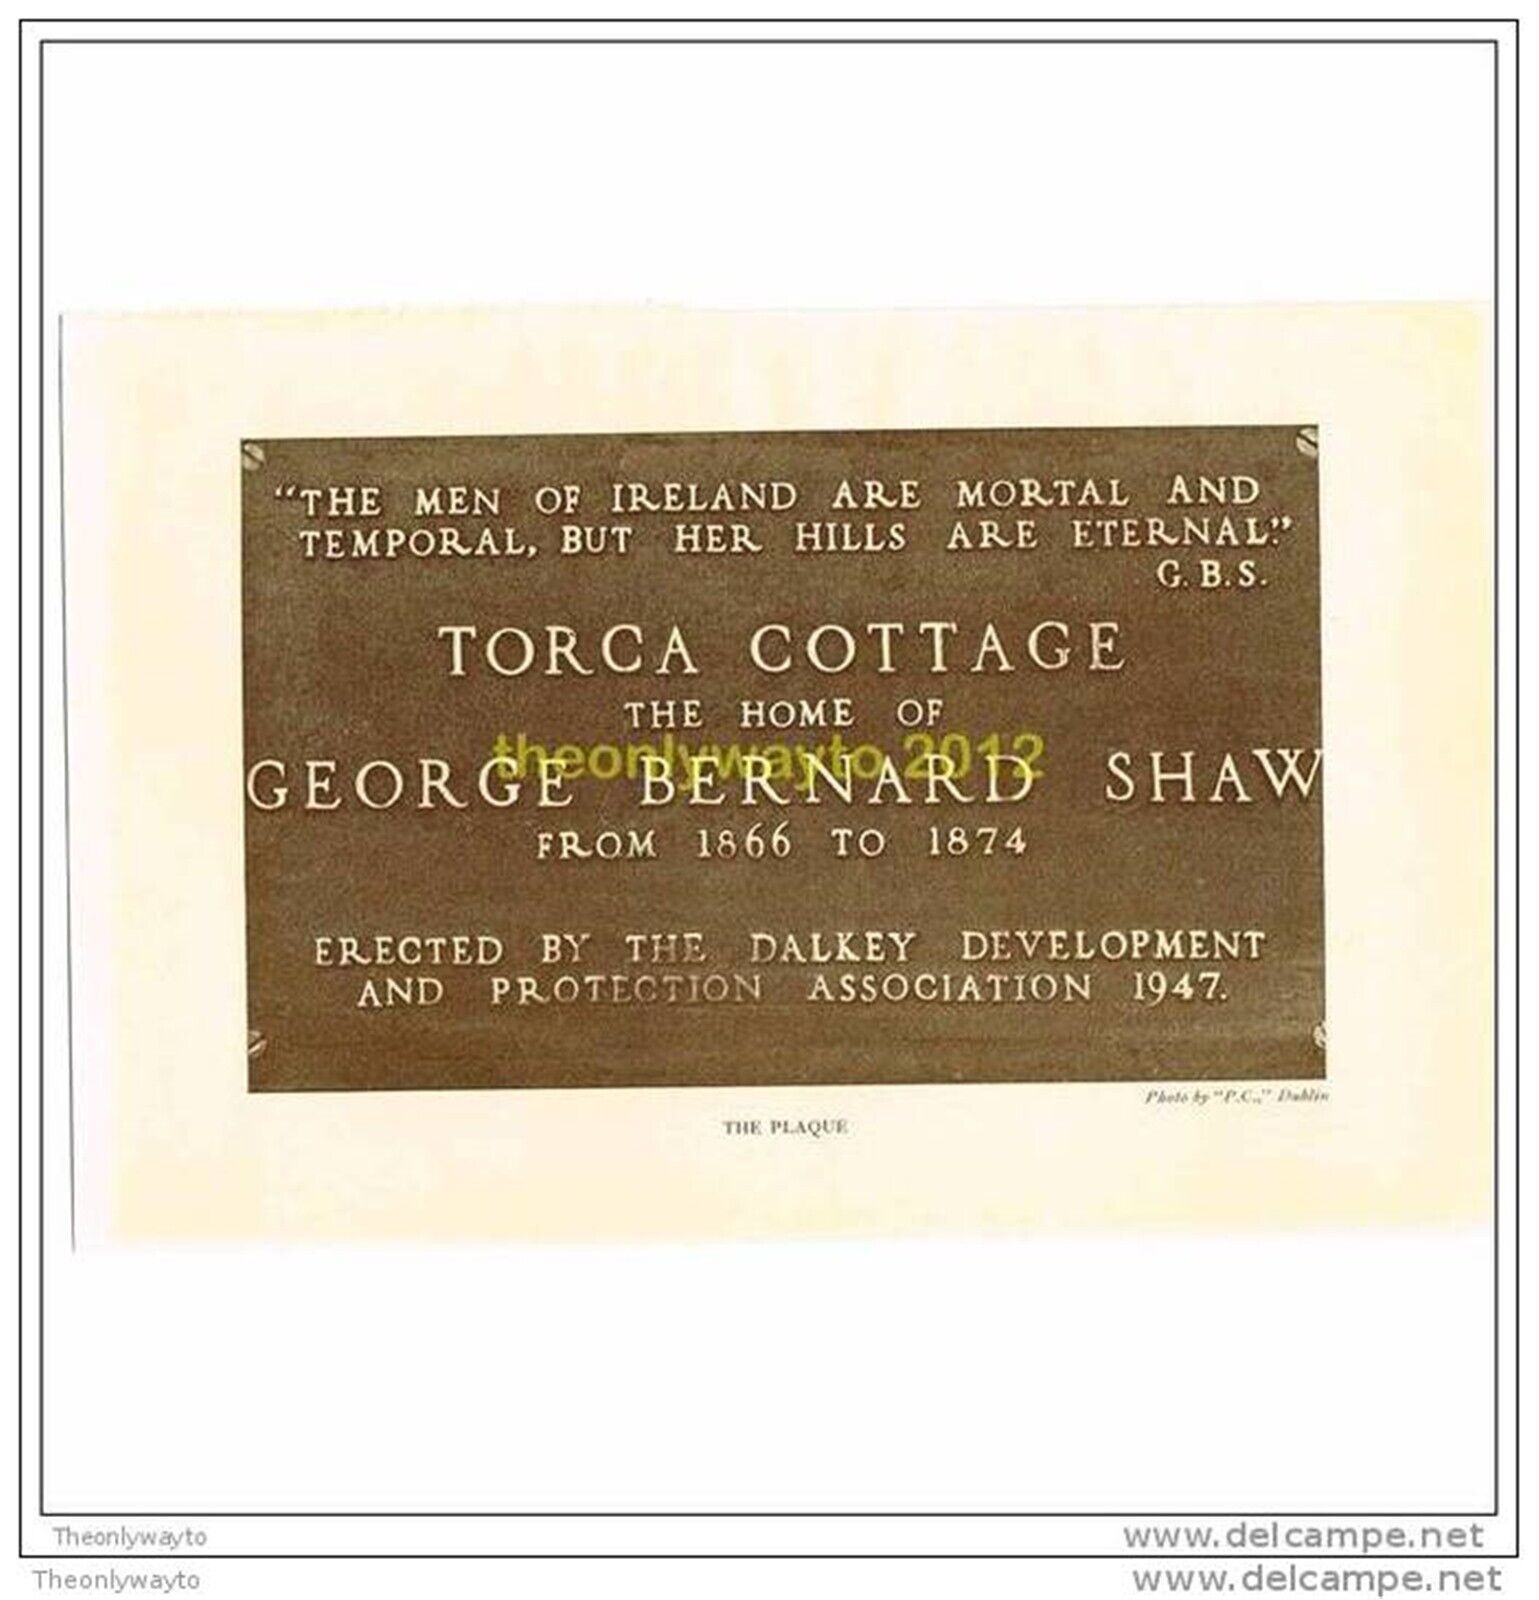 “THE MEN OF IRELAND ARE MORTAL AND
TEMPORAL, BUT HER HILLS ARE ETERNAL.”
G. B. S.
TORCA COTTAGE
THE HOME OF
theonlywayto 2012
GEORGE BERNARD SHAW
FROM 1866 TO 1874
ERECTED BY THE DALKEY DEVELOPMENT
AND PROTECTION ASSOCIATION 1947.
Photo by "P.C.," Dublin
THE PLAQUE
Theonlywayto www.delcampe.net
Theonlywayto www.delcampe.net